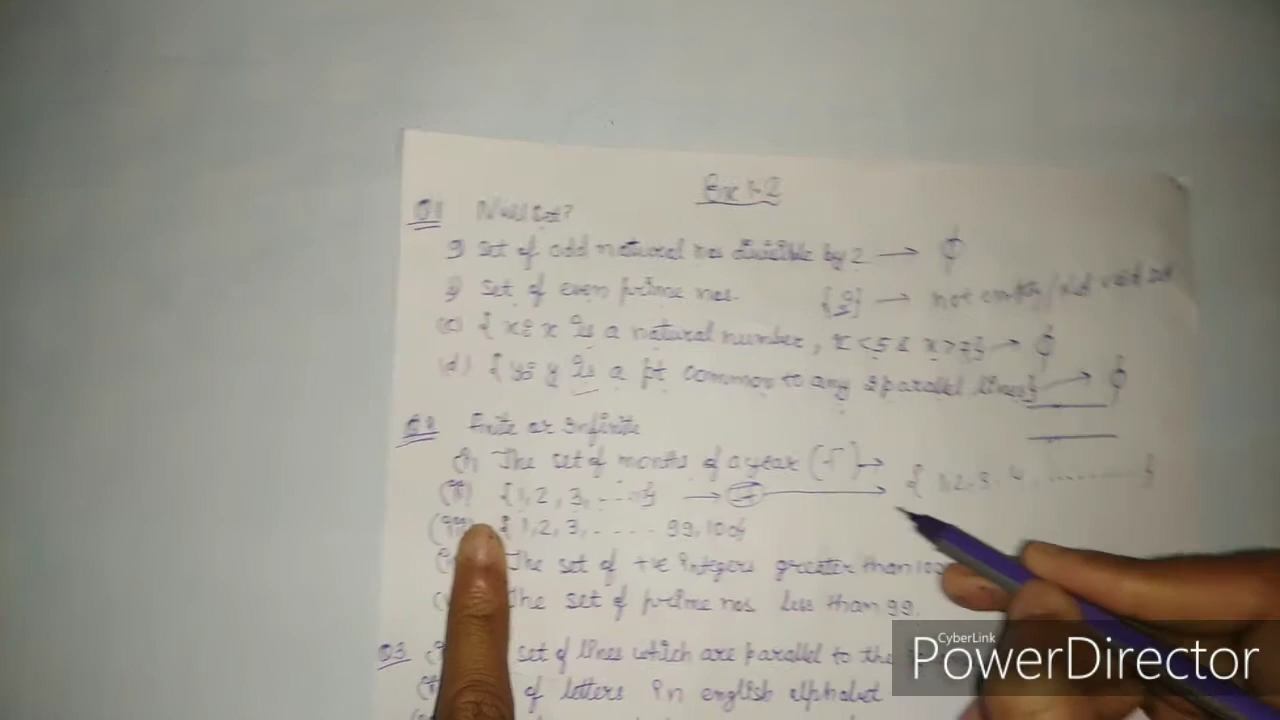 Ex 1.2
Q1 Null Set?
i) Set of odd natural nos divisible by 2 → ϕ
ii) Set of even prime nos. {2} → not empty/
(c) { x: x is a natural number, x < 5 & x > 7 } → ϕ
(d) { y: y is a pt common to any 2 parallel lines} → ϕ
Q2 Finite or Infinite
(i) The set of months of a year (F) →
(ii) {1, 2, 3, ....} → → { 1, 2, 3, 4, .......... }
(iii) { 1, 2, 3, .... 99, 100}
The set of +ve integers greater than 100
The set of prime nos less than 99.
Q3 set of lines which are parallel to the
of letters in english alphabet
CyberLink
PowerDirector